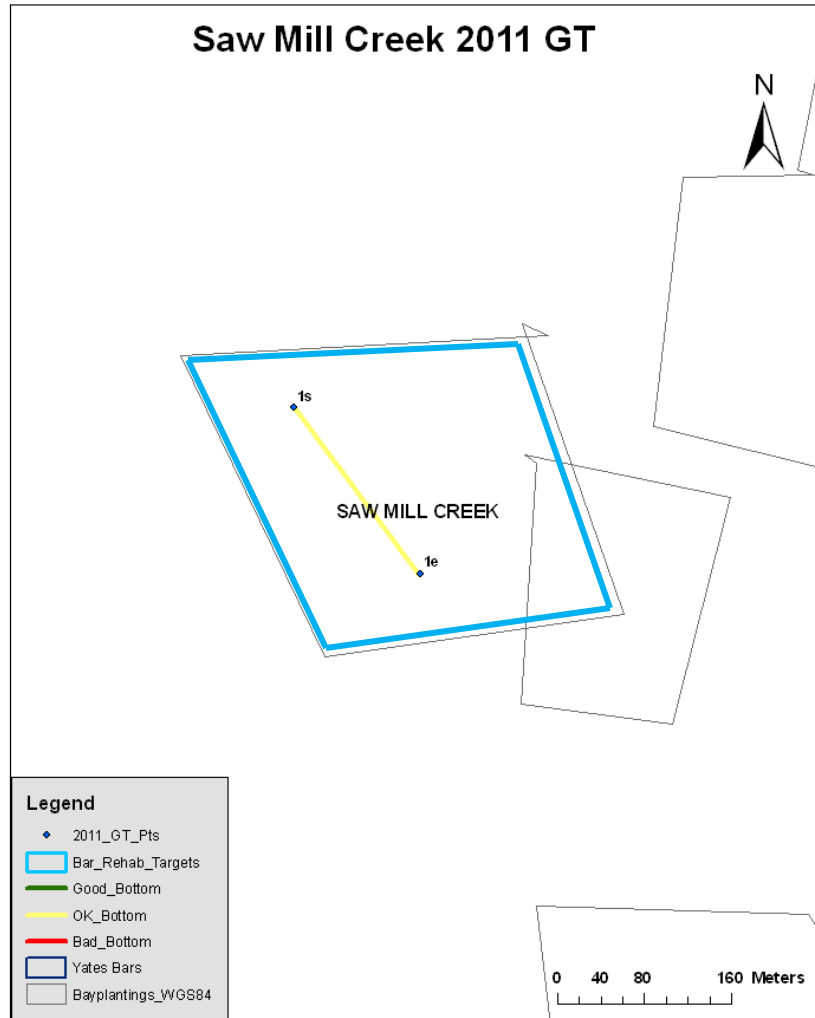 Saw Mill Creek 2011 GT
N
1s
SAW MILL CREEK
1e
Legend
2011_GT_Pts
Bar_Rehab_Targets
Good_Bottom
OK_Bottom
Bad_Bottom
Yates Bars
Bayplantings_WGS84
0 40 80 160 Meters